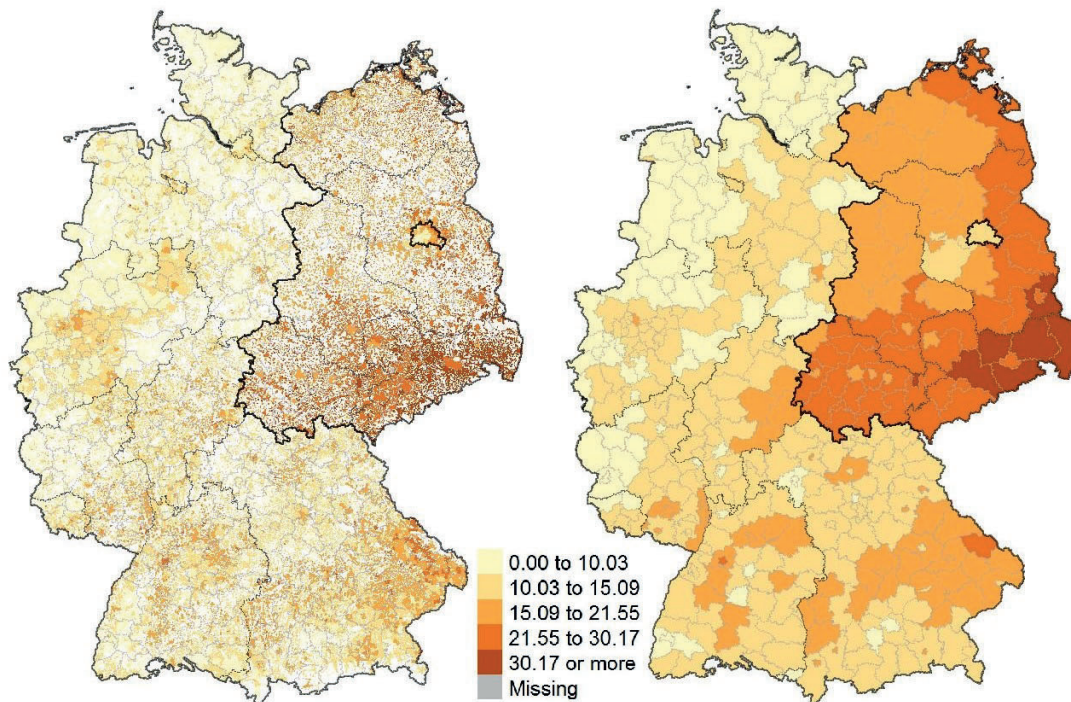 0.00 to 10.03
10.03 to 15.09
15.09 to 21.55
21.55 to 30.17
30.17 or more
Missing